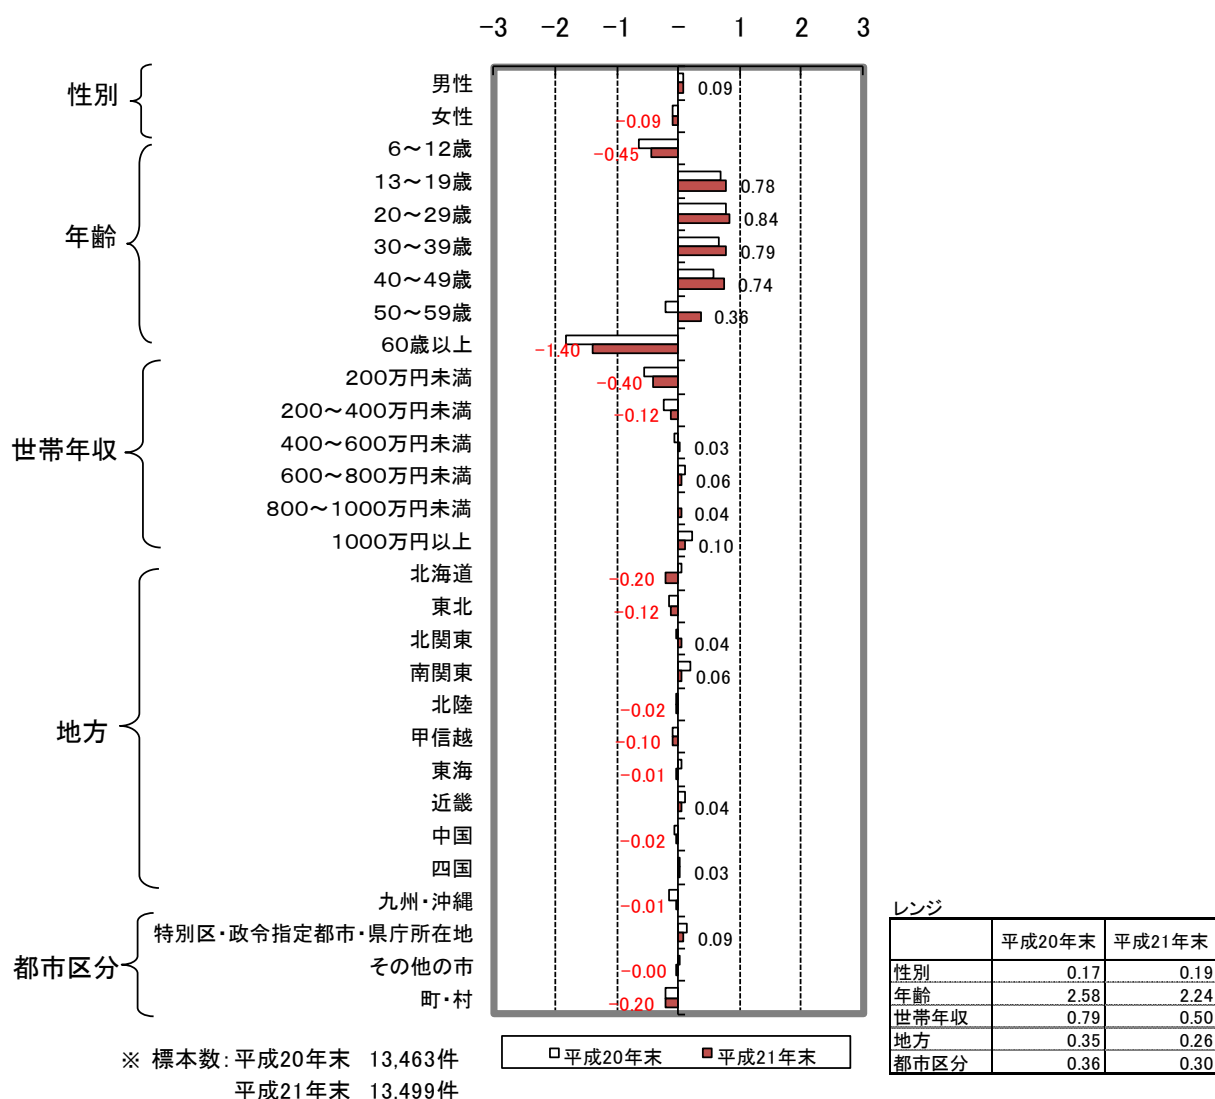 −3 −2 −1 − 1 2 3
性別
男性 0.09
女性 −0.09
年齢
6〜12歳 −0.45
13〜19歳 0.78
20〜29歳 0.84
30〜39歳 0.79
40〜49歳 0.74
50〜59歳 0.36
60歳以上 −1.40
世帯年収
200万円未満 −0.40
200〜400万円未満 −0.12
400〜600万円未満 0.03
600〜800万円未満 0.06
800〜1000万円未満 0.04
1000万円以上 0.10
地方
北海道 −0.20
東北 −0.12
北関東 0.04
南関東 0.06
北陸 −0.02
甲信越 −0.10
東海 −0.01
近畿 0.04
中国 −0.02
四国 0.03
九州・沖縄 −0.01
都市区分
特別区・政令指定都市・県庁所在地 0.09
その他の市 −0.00
町・村 −0.20
□平成20年末 ■平成21年末
※ 標本数：平成20年末 13,463件
平成21年末 13,499件
レンジ
平成20年末 平成21年末
性別 0.17 0.19
年齢 2.58 2.24
世帯年収 0.79 0.50
地方 0.35 0.26
都市区分 0.36 0.30